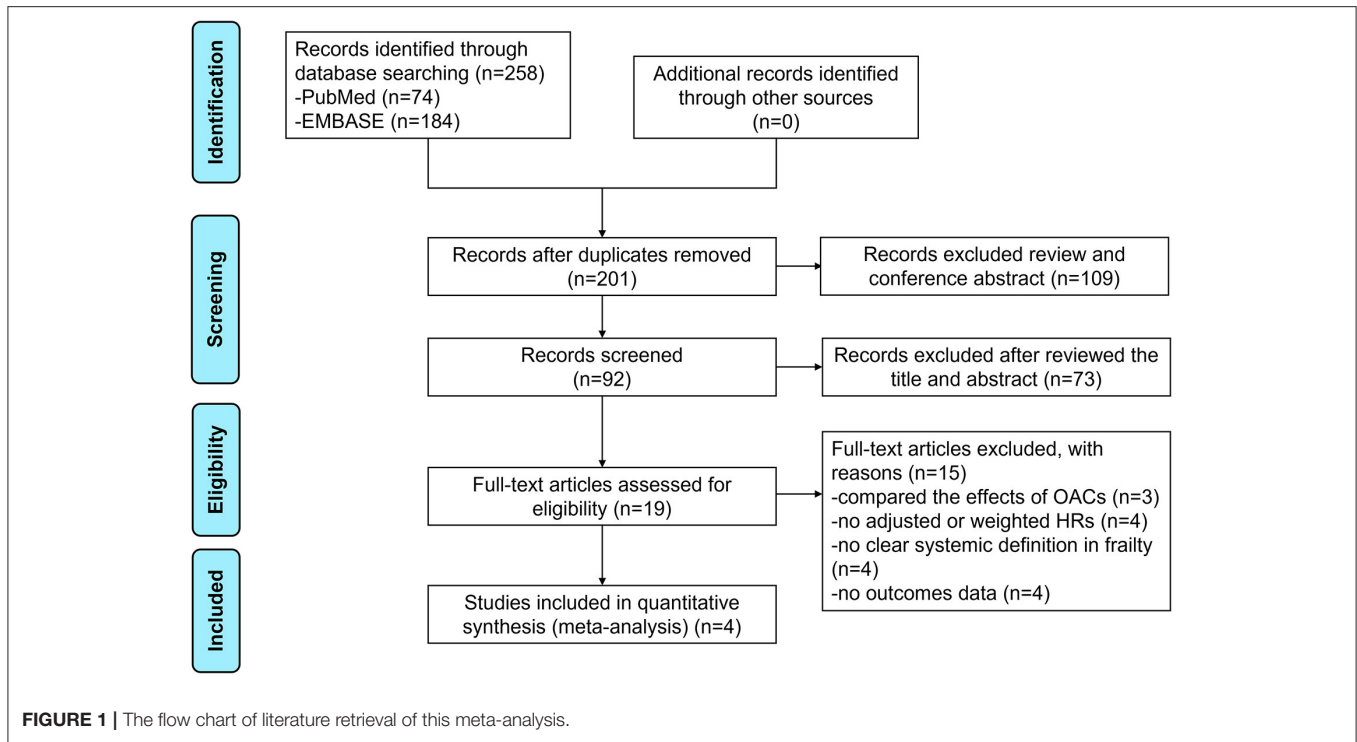 Identification
Records identified through
database searching (n=258)
-PubMed (n=74)
-EMBASE (n=184)
Additional records identified
through other sources
(n=0)
Screening
Records after duplicates removed
(n=201)
Records excluded review and
conference abstract (n=109)
Records screened
(n=92)
Records excluded after reviewed the
title and abstract (n=73)
Eligibility
Full-text articles assessed for
eligibility (n=19)
Full-text articles excluded, with
reasons (n=15)
-compared the effects of OACs (n=3)
-no adjusted or weighted HRs (n=4)
-no clear systemic definition in frailty
(n=4)
-no outcomes data (n=4)
Included
Studies included in quantitative
synthesis (meta-analysis) (n=4)
FIGURE 1 | The flow chart of literature retrieval of this meta-analysis.